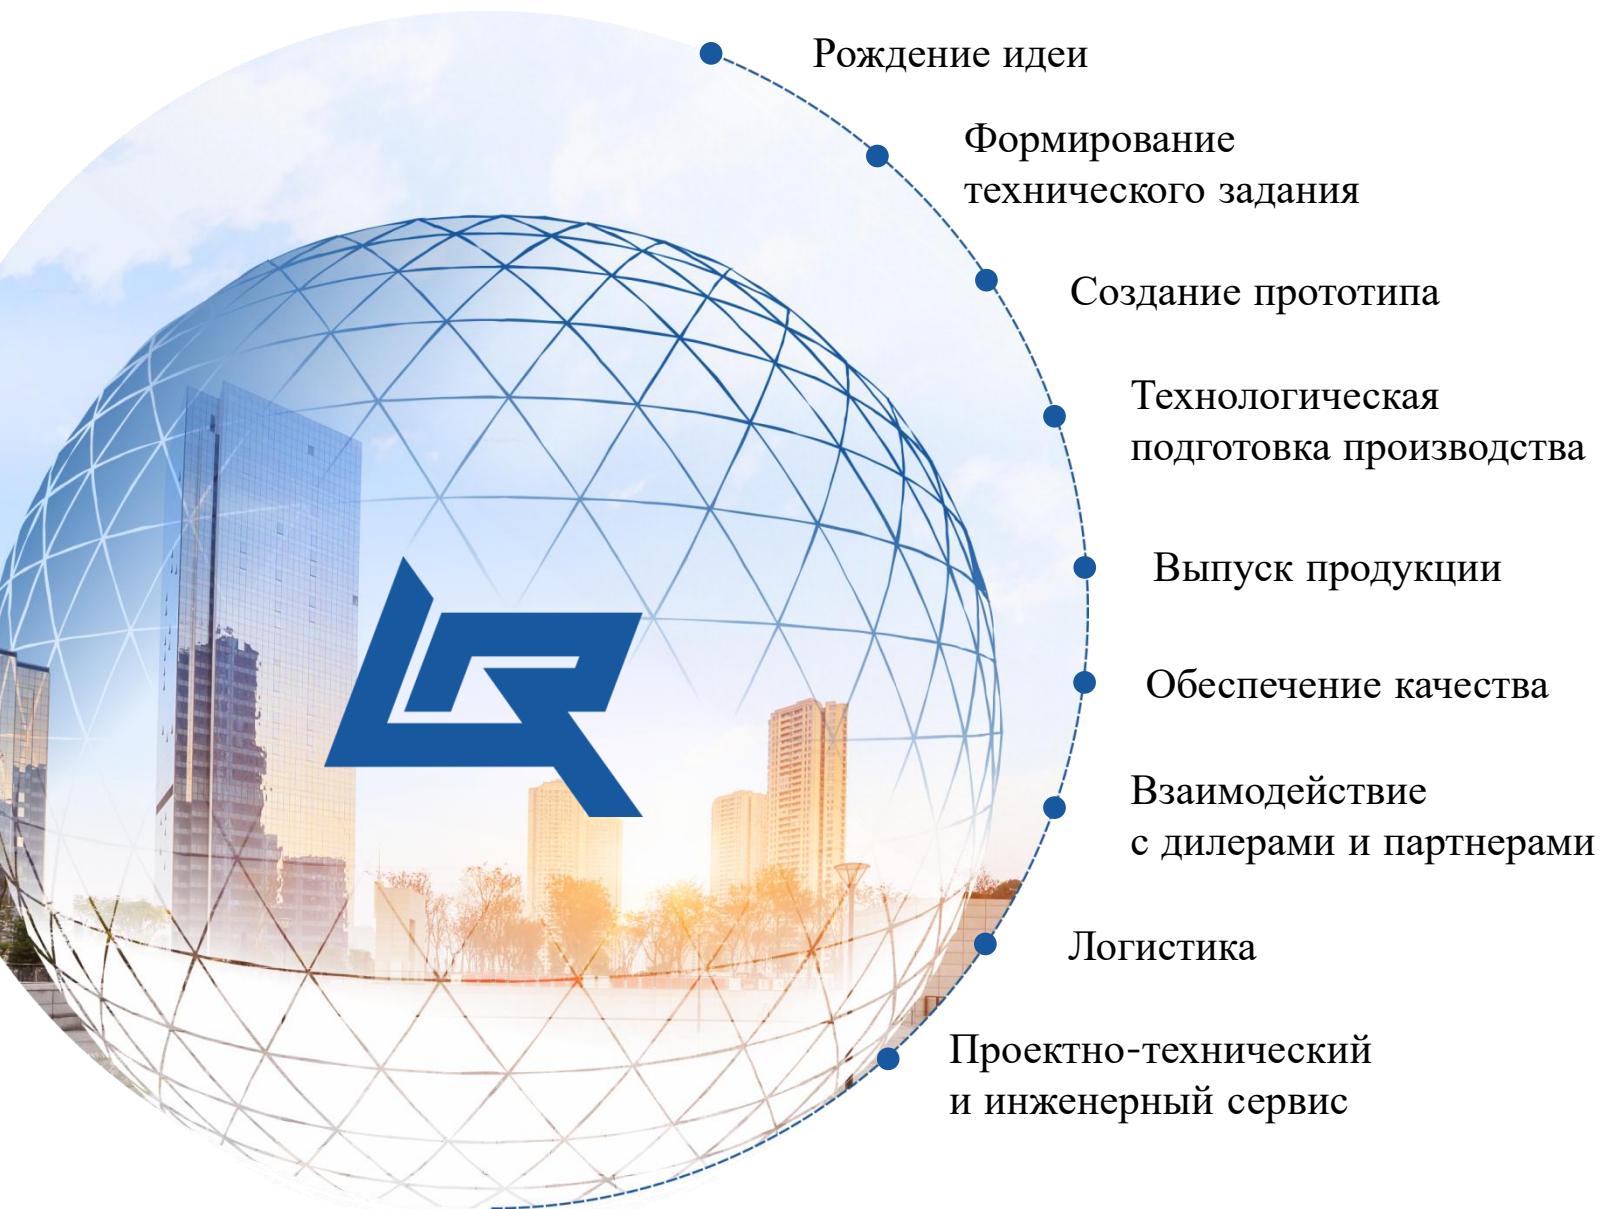 Рождение идеи
Формирование
технического задания
Создание прототипа
Технологическая
подготовка производства
Выпуск продукции
Обеспечение качества
Взаимодействие
с дилерами и партнерами
Логистика
Проектно-технический
и инженерный сервис